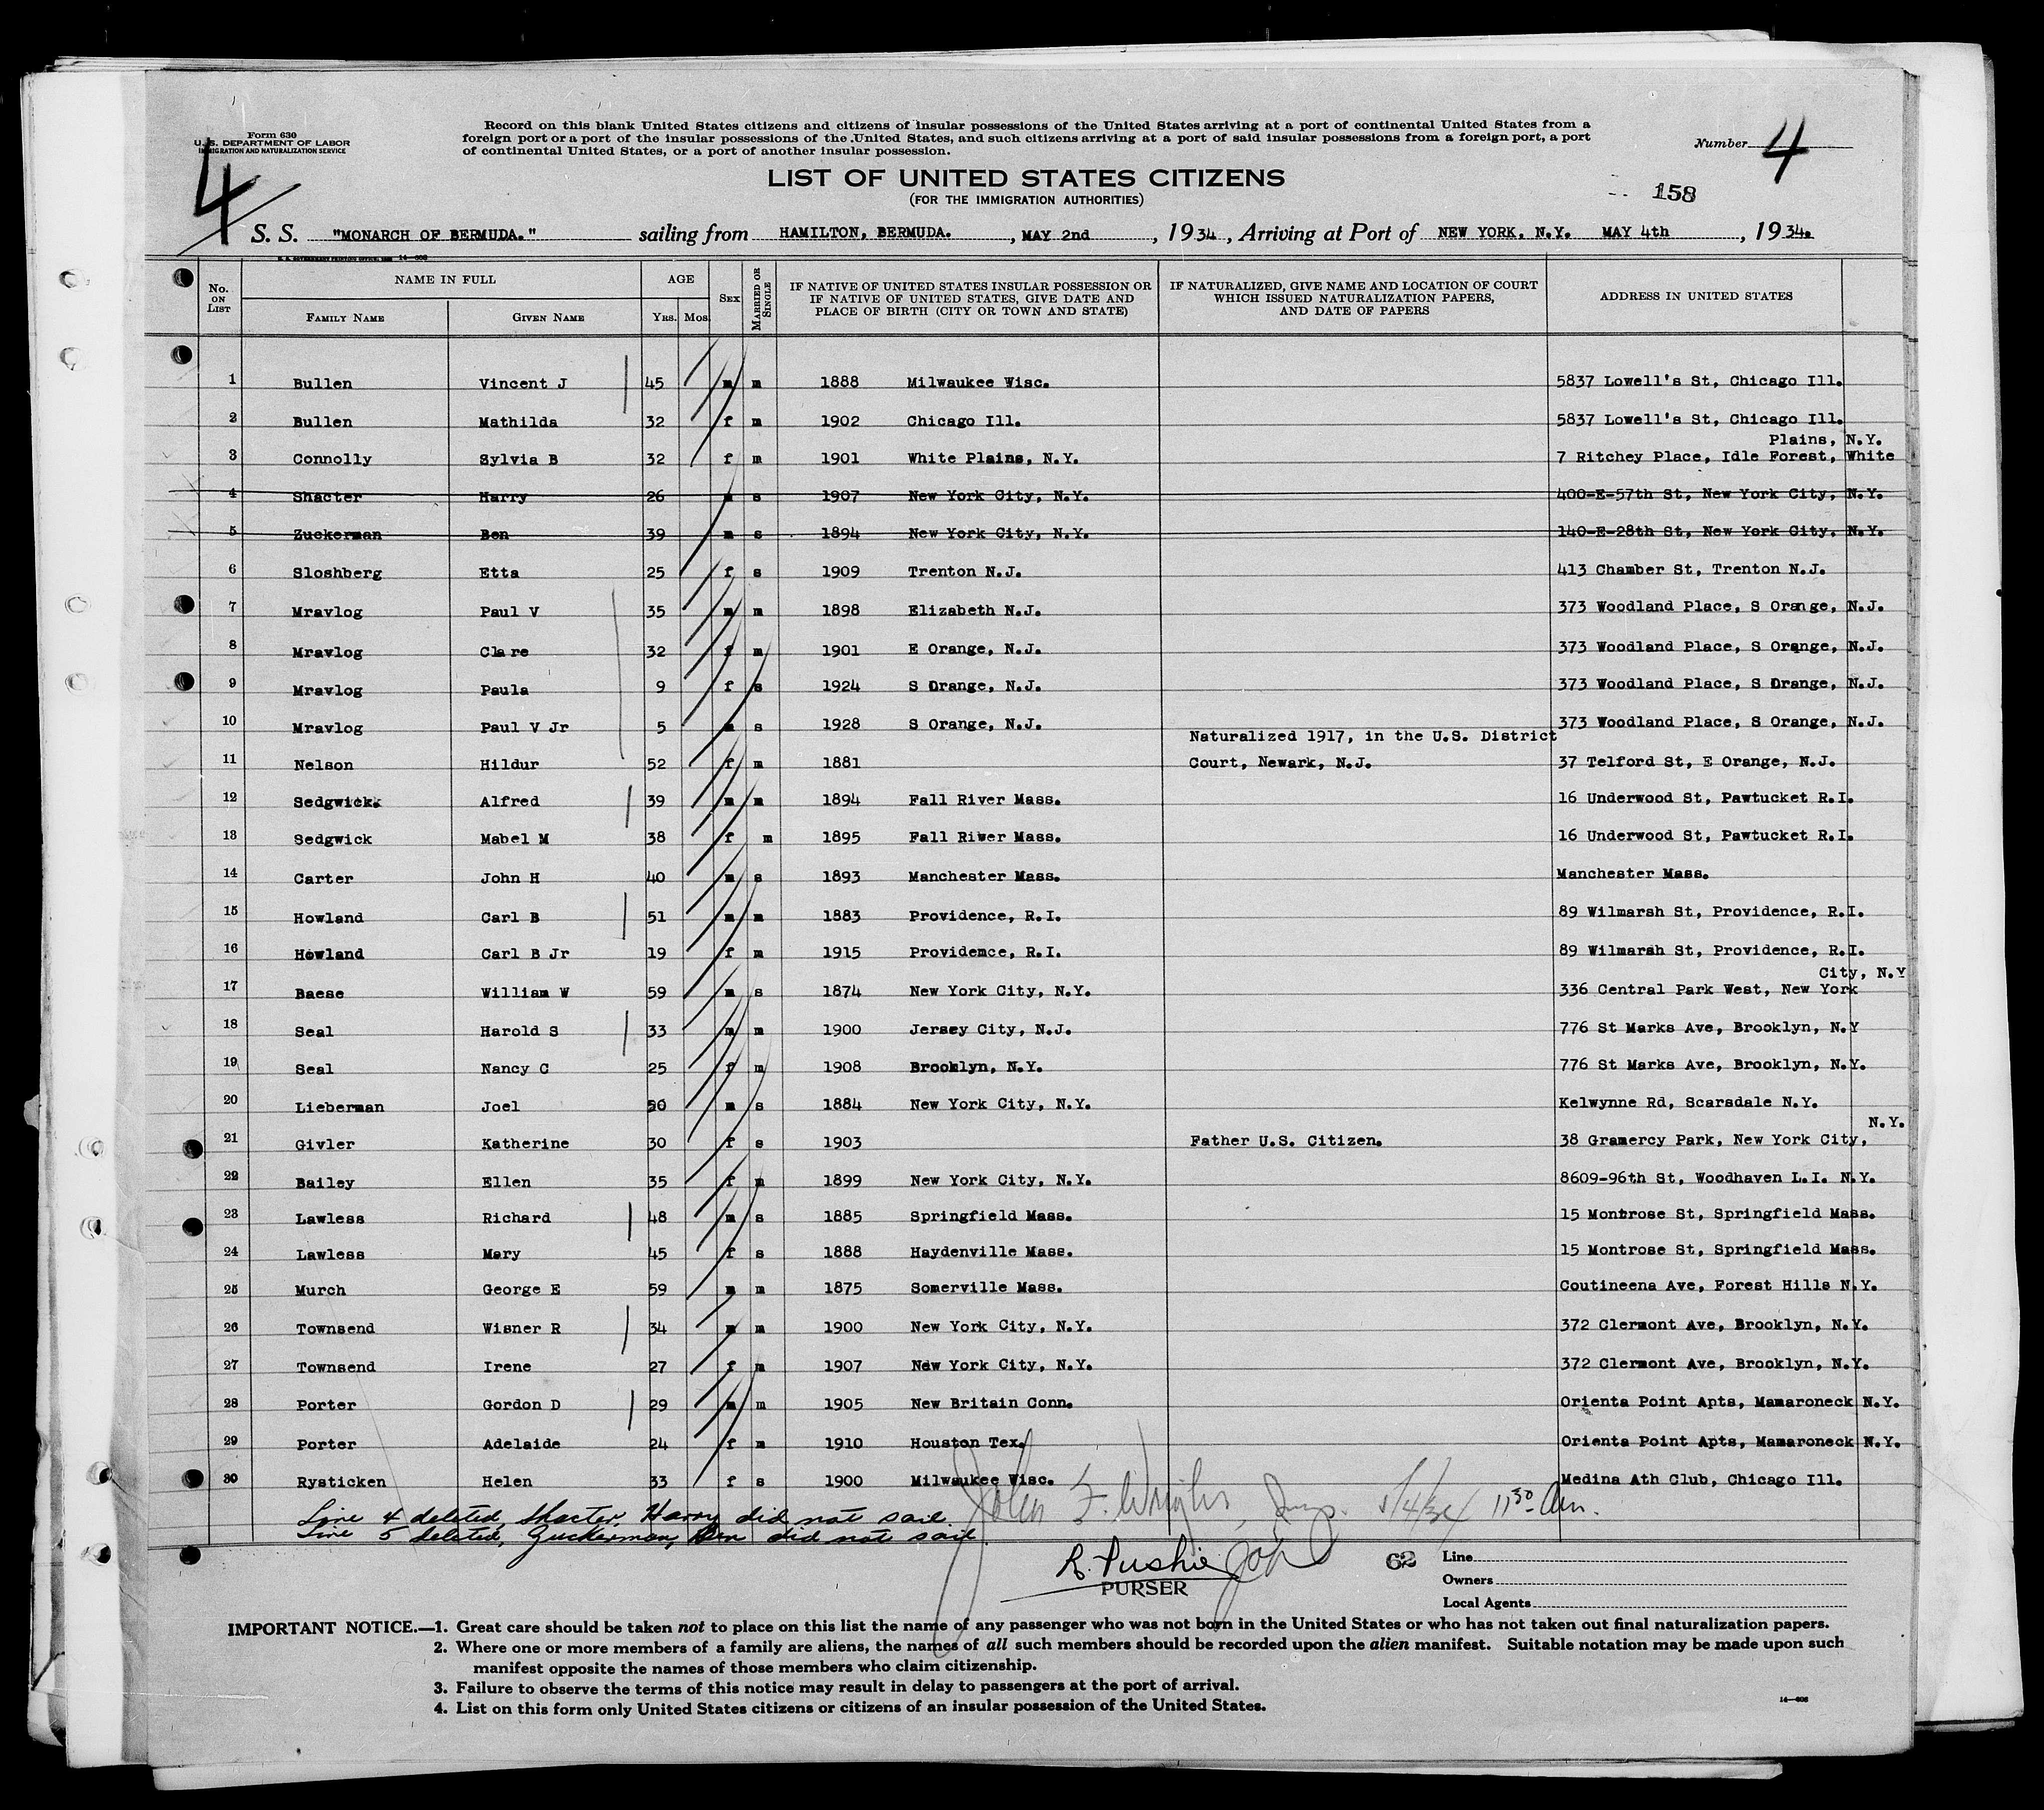 Form 630
U. S. DEPARTMENT OF LABOR
IMMIGRATION AND NATURALIZATION SERVICE
Record on this blank United States citizens and citizens of insular possessions of the United States arriving at a port of continental United States from a
foreign port or a port of the insular possessions of the United States, and such citizens arriving at a port of said insular possessions from a foreign port, a port
of continental United States, or a port of another insular possession.
Number 4
4
LIST OF UNITED STATES CITIZENS
(FOR THE IMMIGRATION AUTHORITIES)
158
S. S. "MONARCH OF BERMUDA." sailing from HAMILTON, BERMUDA. , MAY 2nd , 1934 , Arriving at Port of NEW YORK, N.Y. MAY 4th , 1934.
No. ON LIST NAME IN FULL FAMILY NAME GIVEN NAME AGE YRS. MOS. SEX MARRIED OR SINGLE IF NATIVE OF UNITED STATES INSULAR POSSESSION OR IF NATIVE OF UNITED STATES, GIVE DATE AND PLACE OF BIRTH (CITY OR TOWN AND STATE) IF NATURALIZED, GIVE NAME AND LOCATION OF COURT WHICH ISSUED NATURALIZATION PAPERS, AND DATE OF PAPERS ADDRESS IN UNITED STATES
1 Bullen Vincent J 45 m m 1888 Milwaukee Wisc. 5837 Lowell's St, Chicago Ill.
2 Bullen Mathilda 32 f m 1902 Chicago Ill. 5837 Lowell's St, Chicago Ill.
Plains, N.Y.
3 Connolly Sylvia B 32 f m 1901 White Plains, N.Y. 7 Ritchey Place, Idle Forest, White
4 Shacter Harry 26 m s 1907 New York City, N.Y. 400-E-57th St, New York City, N.Y.
5 Zuckerman Ben 39 m s 1894 New York City, N.Y. 140-E-28th St, New York City, N.Y.
6 Sloshberg Etta 25 f s 1909 Trenton N.J. 413 Chamber St, Trenton N.J.
7 Mravlog Paul V 35 m m 1898 Elizabeth N.J. 373 Woodland Place, S Orange, N.J.
8 Mravlog Clare 32 f m 1901 E Orange, N.J. 373 Woodland Place, S Orange, N.J.
9 Mravlog Paula 9 f s 1924 S Orange, N.J. 373 Woodland Place, S Orange, N.J.
10 Mravlog Paul V Jr 5 m s 1928 S Orange, N.J. 373 Woodland Place, S Orange, N.J.
Naturalized 1917, in the U.S. District
11 Nelson Hildur 52 f m 1881 Court, Newark, N.J. 37 Telford St, E Orange, N.J.
12 Sedgwick. Alfred 39 m m 1894 Fall River Mass. 16 Underwood St, Pawtucket R.I.
13 Sedgwick Mabel M 38 f m 1895 Fall River Mass. 16 Underwood St, Pawtucket R.I.
14 Carter John H 40 m s 1893 Manchester Mass. Manchester Mass.
15 Howland Carl B 51 m m 1883 Providence, R.I. 89 Wilmarsh St, Providence, R.I.
16 Howland Carl B Jr 19 f m 1915 Providence, R.I. 89 Wilmarsh St, Providence, R.I.
City, N.Y
17 Baese William W 59 m s 1874 New York City, N.Y. 336 Central Park West, New York
18 Seal Harold S 33 m m 1900 Jersey City, N.J. 776 St Marks Ave, Brooklyn, N.Y
19 Seal Nancy C 25 f m 1908 Brooklyn, N.Y. 776 St Marks Ave, Brooklyn, N.Y.
20 Lieberman Joel 50 m s 1884 New York City, N.Y. Kelwynne Rd, Scarsdale N.Y.
N.Y.
21 Givler Katherine 30 f s 1903 Father U.S. Citizen. 38 Gramercy Park, New York City,
22 Bailey Ellen 35 f m 1899 New York City, N.Y. 8609-96th St, Woodhaven L.I. N.Y.
23 Lawless Richard 48 m s 1885 Springfield Mass. 15 Montrose St, Springfield Mass.
24 Lawless Mary 45 f s 1888 Haydenville Mass. 15 Montrose St, Springfield Mass.
25 Murch George E 59 m m 1875 Somerville Mass. Coutineena Ave, Forest Hills N.Y.
26 Townsend Wisner R 34 m m 1900 New York City, N.Y. 372 Clermont Ave, Brooklyn, N.Y.
27 Townsend Irene 27 f m 1907 New York City, N.Y. 372 Clermont Ave, Brooklyn, N.Y.
28 Porter Gordon D 29 m m 1905 New Britain Conn. Orienta Point Apts, Mamaroneck N.Y.
29 Porter Adelaide 24 f m 1910 Houston Tex. Orienta Point Apts, Mamaroneck N.Y.
30 Rysticken Helen 33 f s 1900 Milwaukee Wisc. Medina Ath Club, Chicago Ill.
Line 4 deleted, Shacter, Harry did not sail. John F. Wright, Insp. 5/4/34 11 30 Am.
Line 5 deleted, Zuckerman, Ben did not sail.
R. Pushie
PURSER
62
Line
Owners
Local Agents
IMPORTANT NOTICE.—1. Great care should be taken not to place on this list the name of any passenger who was not born in the United States or who has not taken out final naturalization papers.
2. Where one or more members of a family are aliens, the names of all such members should be recorded upon the alien manifest. Suitable notation may be made upon such
manifest opposite the names of those members who claim citizenship.
3. Failure to observe the terms of this notice may result in delay to passengers at the port of arrival.
4. List on this form only United States citizens or citizens of an insular possession of the United States.